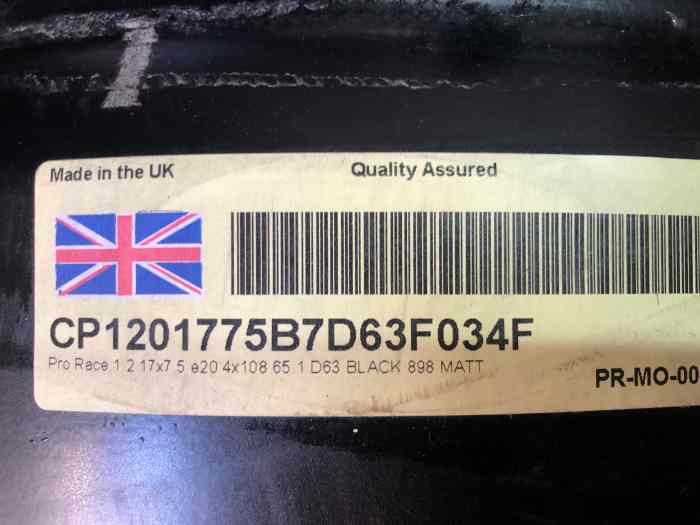 Made in the UK
Quality Assured
CP1201775B7D63F034F
Pro Race 1 2 17x7 5 e20 4x108 65 1 D63 BLACK 898 MATT
PR-MO-00